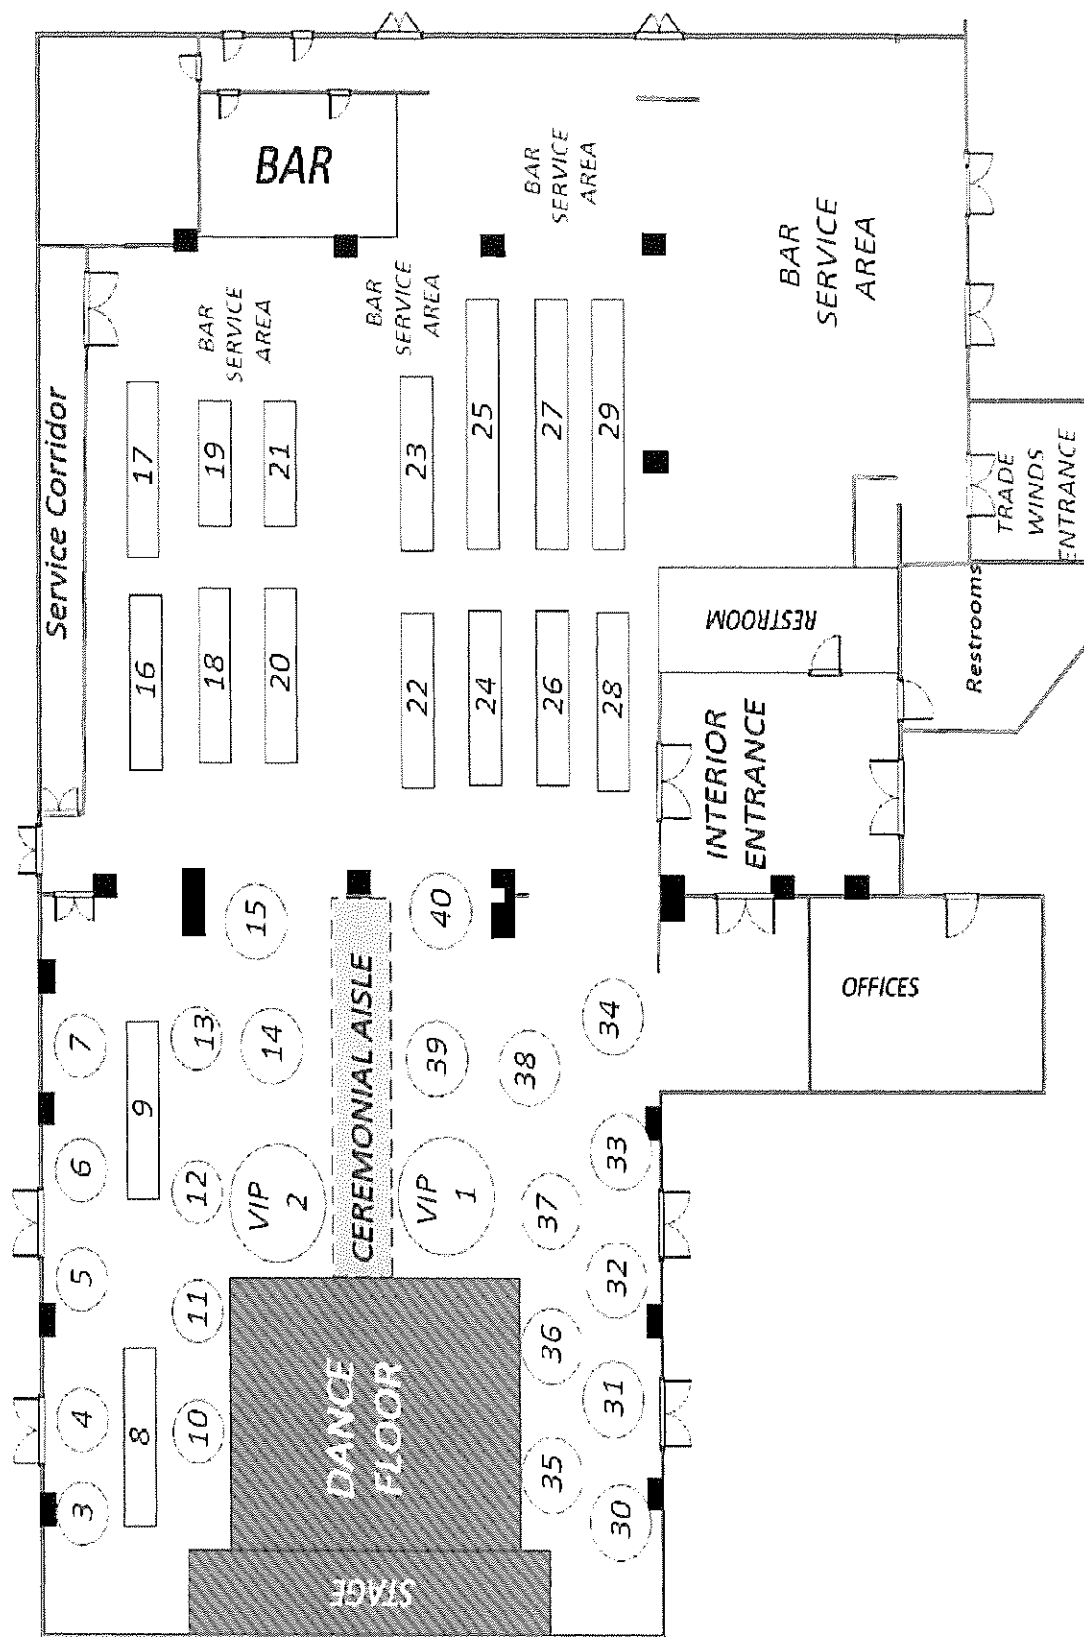 Service Corridor
BAR
BAR
SERVICE
AREA
BAR
SERVICE
AREA
BAR
SERVICE
AREA
BAR
SERVICE
AREA
3
4
5
6
7
8
9
16
17
10
11
12
13
18
19
VIP
2
14
15
20
21
STAGE
DANCE
FLOOR
CEREMONIAL AISLE
VIP
1
39
40
22
23
24
25
35
36
37
38
26
27
30
31
32
33
34
28
29
INTERIOR
ENTRANCE
RESTROOM
OFFICES
Restrooms
TRADE
WINDS
ENTRANCE